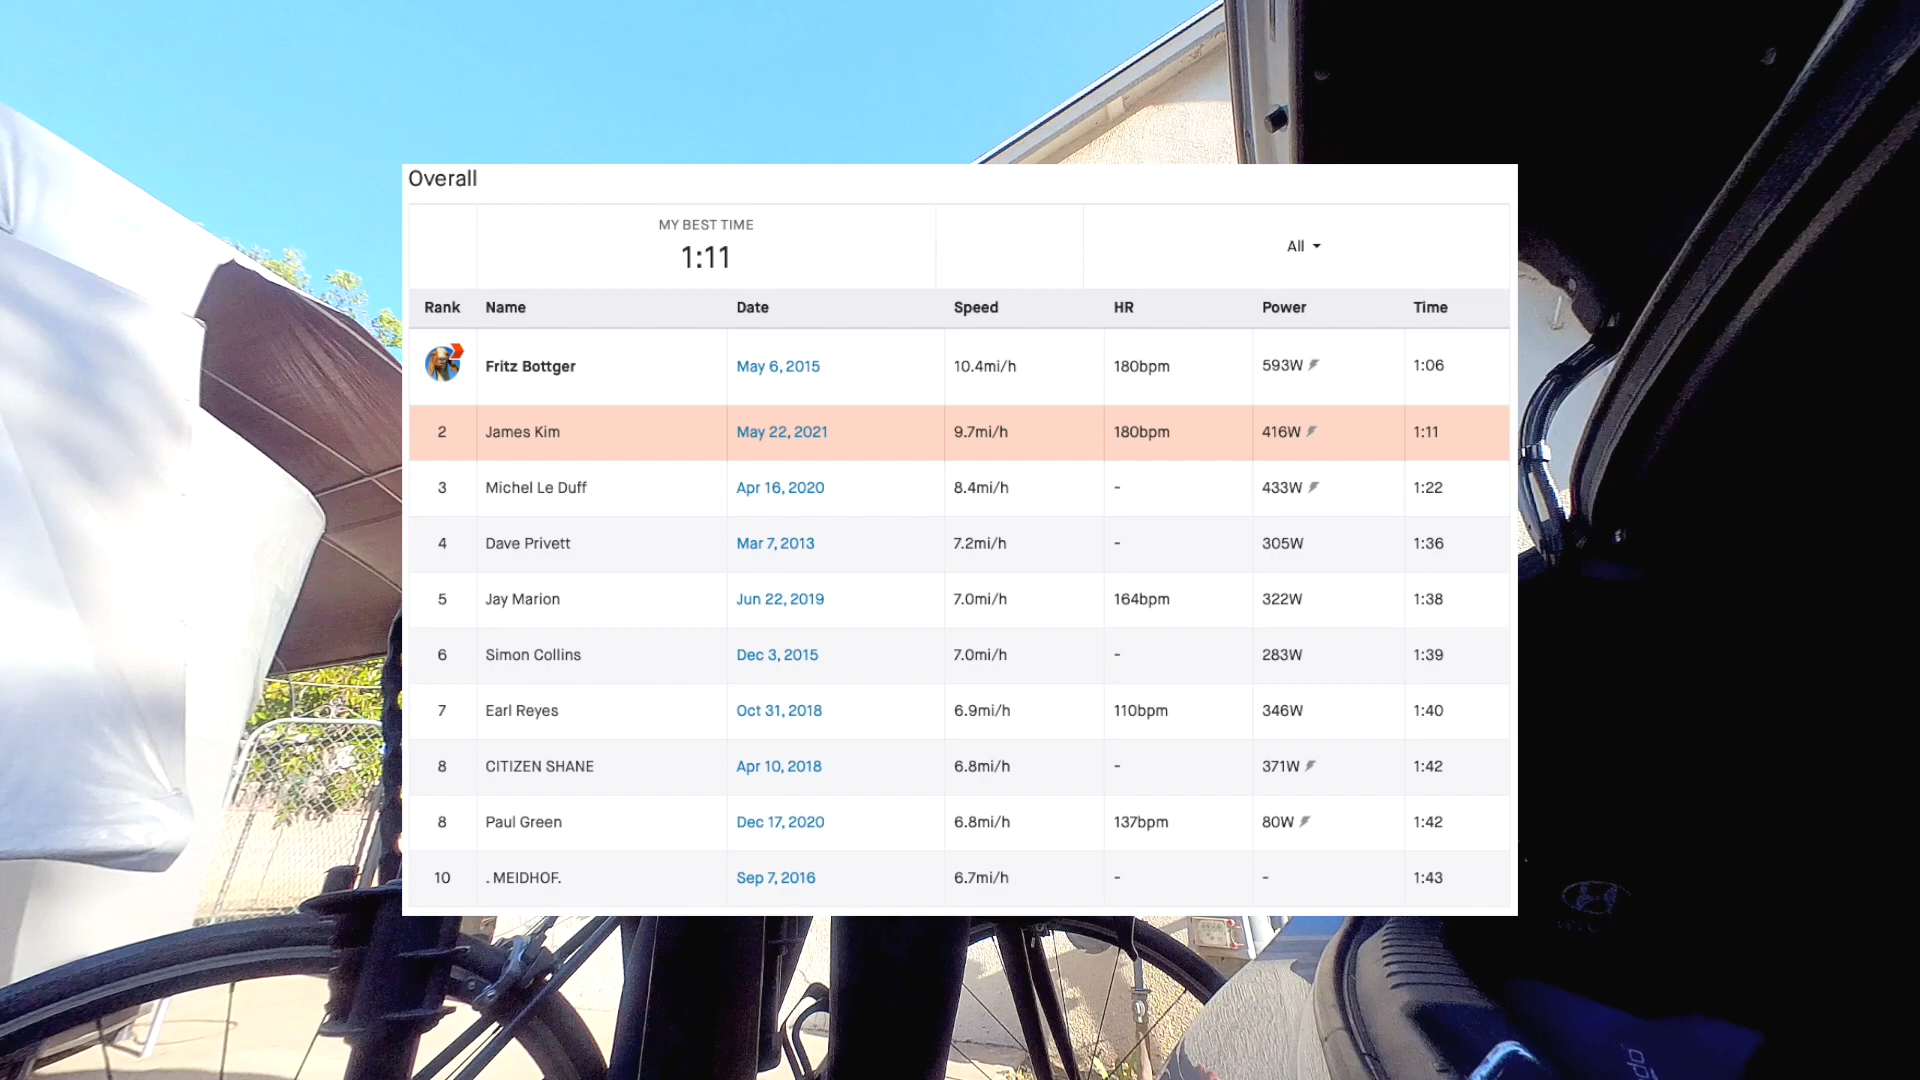 Overall
MY BEST TIME
1:11
All
Rank Name Date Speed HR Power Time
Fritz Bottger May 6, 2015 10.4mi/h 180bpm 593W 1:06
2 James Kim May 22, 2021 9.7mi/h 180bpm 416W 1:11
3 Michel Le Duff Apr 16, 2020 8.4mi/h - 433W 1:22
4 Dave Privett Mar 7, 2013 7.2mi/h - 305W 1:36
5 Jay Marion Jun 22, 2019 7.0mi/h 164bpm 322W 1:38
6 Simon Collins Dec 3, 2015 7.0mi/h - 283W 1:39
7 Earl Reyes Oct 31, 2018 6.9mi/h 110bpm 346W 1:40
8 CITIZEN SHANE Apr 10, 2018 6.8mi/h - 371W 1:42
8 Paul Green Dec 17, 2020 6.8mi/h 137bpm 80W 1:42
10 . MEIDHOF. Sep 7, 2016 6.7mi/h - - 1:43